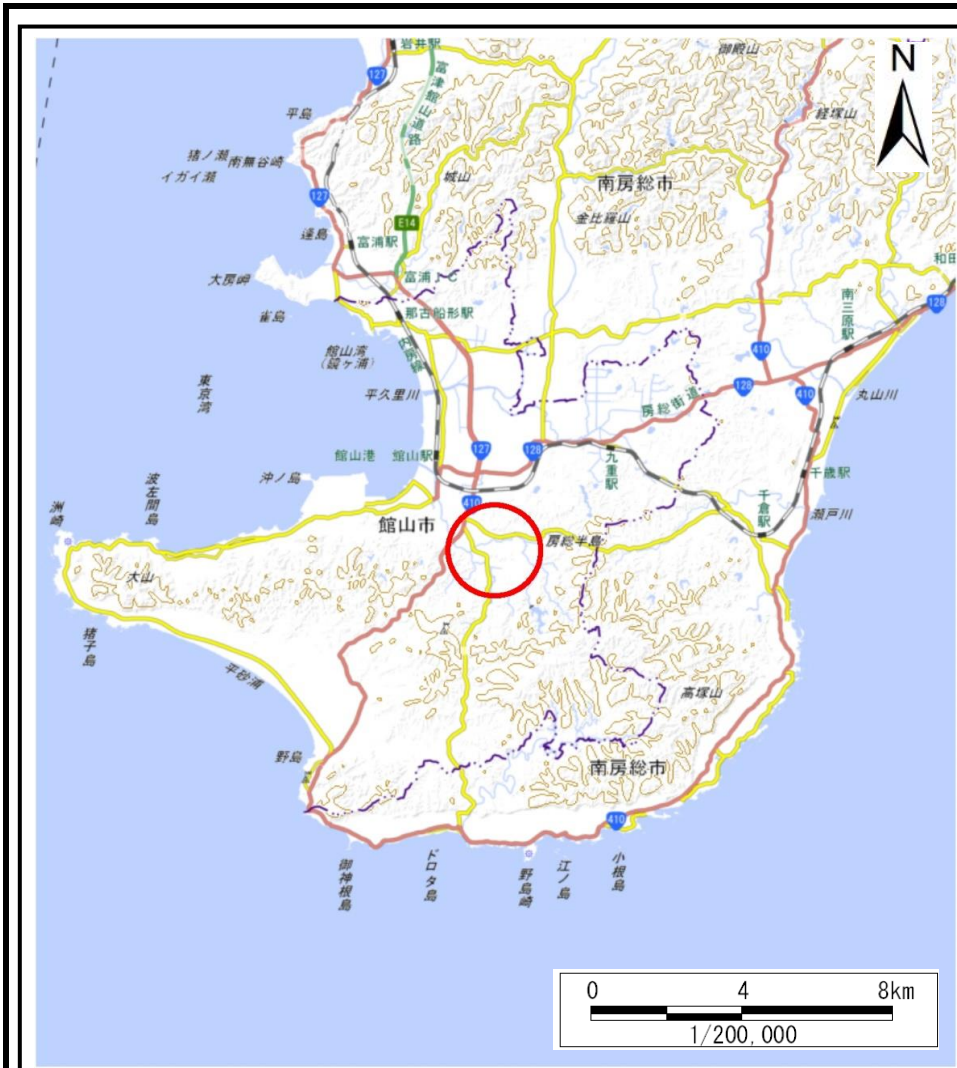 岩井駅
御殿山
N
127
富津館山道路
平島
経塚山
猪ノ瀬
南無谷崎
イガイ瀬
城山
南房総市
127
金比羅山
E14
達島
富浦駅
大房岬
富浦ＪＣ
和田
南三原駅
128
雀島
那古船形駅
内房線
館山湾
（鏡ヶ浦）
410
東京湾
平久里川
128
410
丸山川
房総街道
館山港
館山駅
127
128
九重駅
千歳駅
沖ノ島
波左間島
洲崎
410
館山市
千倉駅
瀬戸川
房総半島
大山
猪子島
平砂浦
高塚山
野島
南房総市
410
御神根島
ドロタ島
野島崎
江ノ島
小根島
0 4 8km
1/200,000